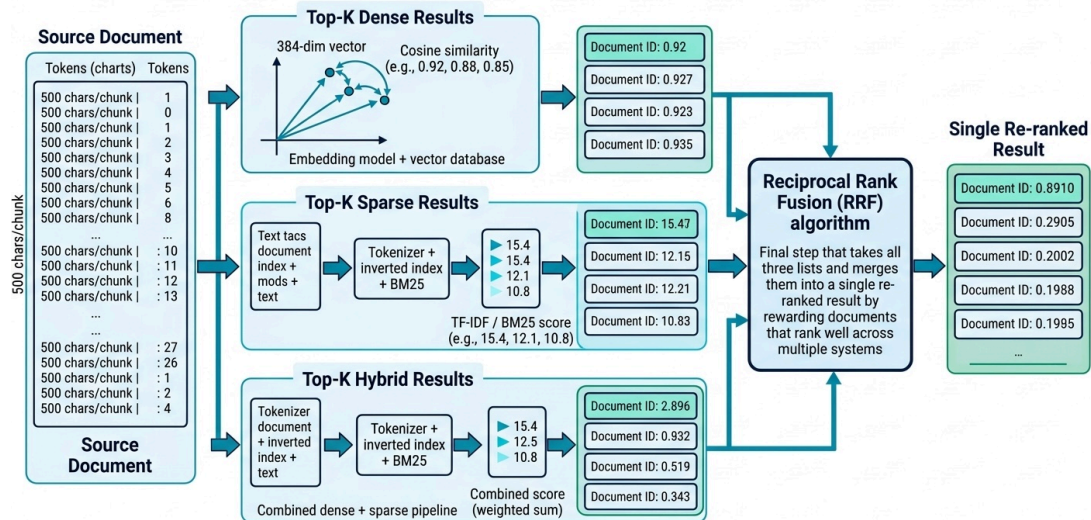 Source Document
Tokens (charts) Tokens
500 chars/chunk | 1
500 chars/chunk | 0
500 chars/chunk | 1
500 chars/chunk | 2
500 chars/chunk | 3
500 chars/chunk | 4
500 chars/chunk | 5
500 chars/chunk | 6
500 chars/chunk | 8
... ...
500 chars/chunk | : 10
500 chars/chunk | : 11
500 chars/chunk | : 12
500 chars/chunk | : 13
...
...
500 chars/chunk | : 27
500 chars/chunk | : 26
500 chars/chunk | : 1
500 chars/chunk | : 2
500 chars/chunk | : 4
Source
Document
500 chars/chunk
Top-K Dense Results
384-dim vector
Cosine similarity
(e.g., 0.92, 0.88, 0.85)
Embedding model + vector database
Document ID: 0.92
Document ID: 0.927
Document ID: 0.923
Document ID: 0.935
Top-K Sparse Results
Text tacs
document
index +
mods +
text
Tokenizer +
inverted index
+ BM25
15.4
15.4
12.1
10.8
TF-IDF / BM25 score
(e.g., 15.4, 12.1, 10.8)
Document ID: 15.47
Document ID: 12.15
Document ID: 12.21
Document ID: 10.83
Top-K Hybrid Results
Tokenizer
document
+ inverted
index +
text
Tokenizer +
inverted index
+ BM25
15.4
12.5
10.8
Combined dense + sparse pipeline
Combined score
(weighted sum)
Document ID: 2.896
Document ID: 0.932
Document ID: 0.519
Document ID: 0.343
Reciprocal Rank
Fusion (RRF)
algorithm
Final step that takes all
three lists and merges
them into a single re-
ranked result by
rewarding documents
that rank well across
multiple systems
Single Re-ranked
Result
Document ID: 0.8910
Document ID: 0.2905
Document ID: 0.2002
Document ID: 0.1988
Document ID: 0.1995
...